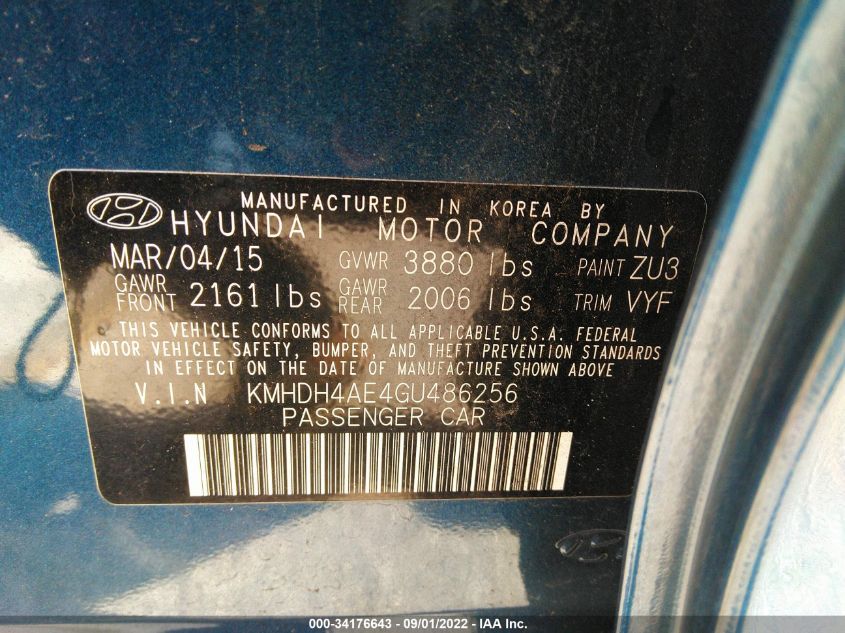 MANUFACTURED IN KOREA BY
HYUNDAI MOTOR COMPANY
MAR/04/15 GVWR 3880 lbs PAINT ZU3
GAWR FRONT 2161 lbs GAWR REAR 2006 lbs TRIM VYF
THIS VEHICLE CONFORMS TO ALL APPLICABLE U.S.A. FEDERAL
MOTOR VEHICLE SAFETY, BUMPER, AND THEFT PREVENTION STANDARDS
IN EFFECT ON THE DATE OF MANUFACTURE SHOWN ABOVE
V.I.N KMHDH4AE4GU486256
PASSENGER CAR
000-34176643 - 09/01/2022 - IAA Inc.